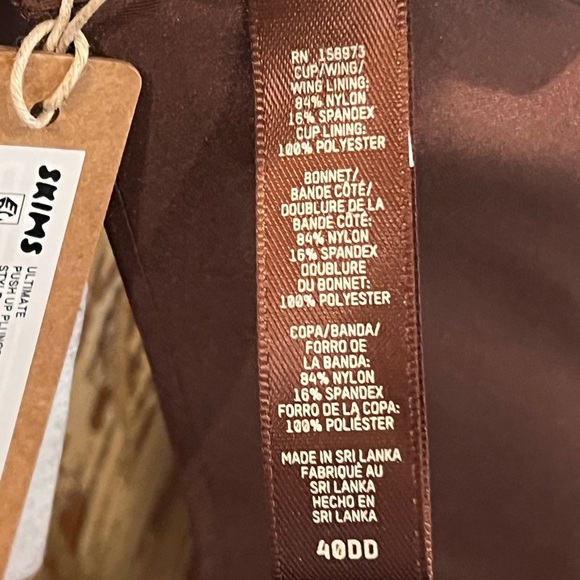 SKIMS
ULTIMATE
RN 158973
CUP/WING/
WING LINING:
84% NYLON
16% SPANDEX
CUP LINING:
100% POLYESTER
BONNET/
BANDE CÔTÉ/
DOUBLURE DE LA
BANDE CÔTÉ:
84% NYLON
16% SPANDEX
DOUBLURE
DU BONNET:
100% POLYESTER
COPA/BANDA/
FORRO DE
LA BANDA:
84% NYLON
16% SPANDEX
FORRO DE LA COPA:
100% POLIÉSTER
MADE IN SRI LANKA
FABRIQUÉ AU
SRI LANKA
HECHO EN
SRI LANKA
40DD
PUSH UP